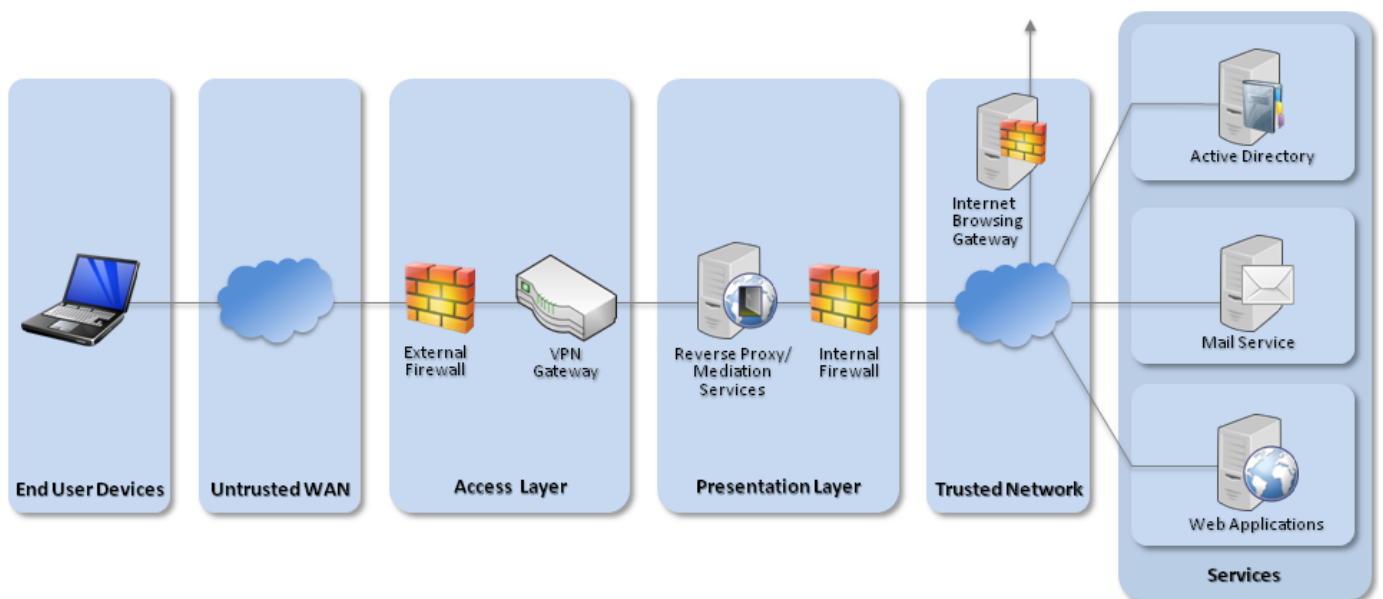 End User Devices
Untrusted WAN
External
Firewall
VPN
Gateway
Access Layer
Reverse Proxy/
Mediation
Services
Internal
Firewall
Presentation Layer
Internet
Browsing
Gateway
Trusted Network
Active Directory
Mail Service
Web Applications
Services